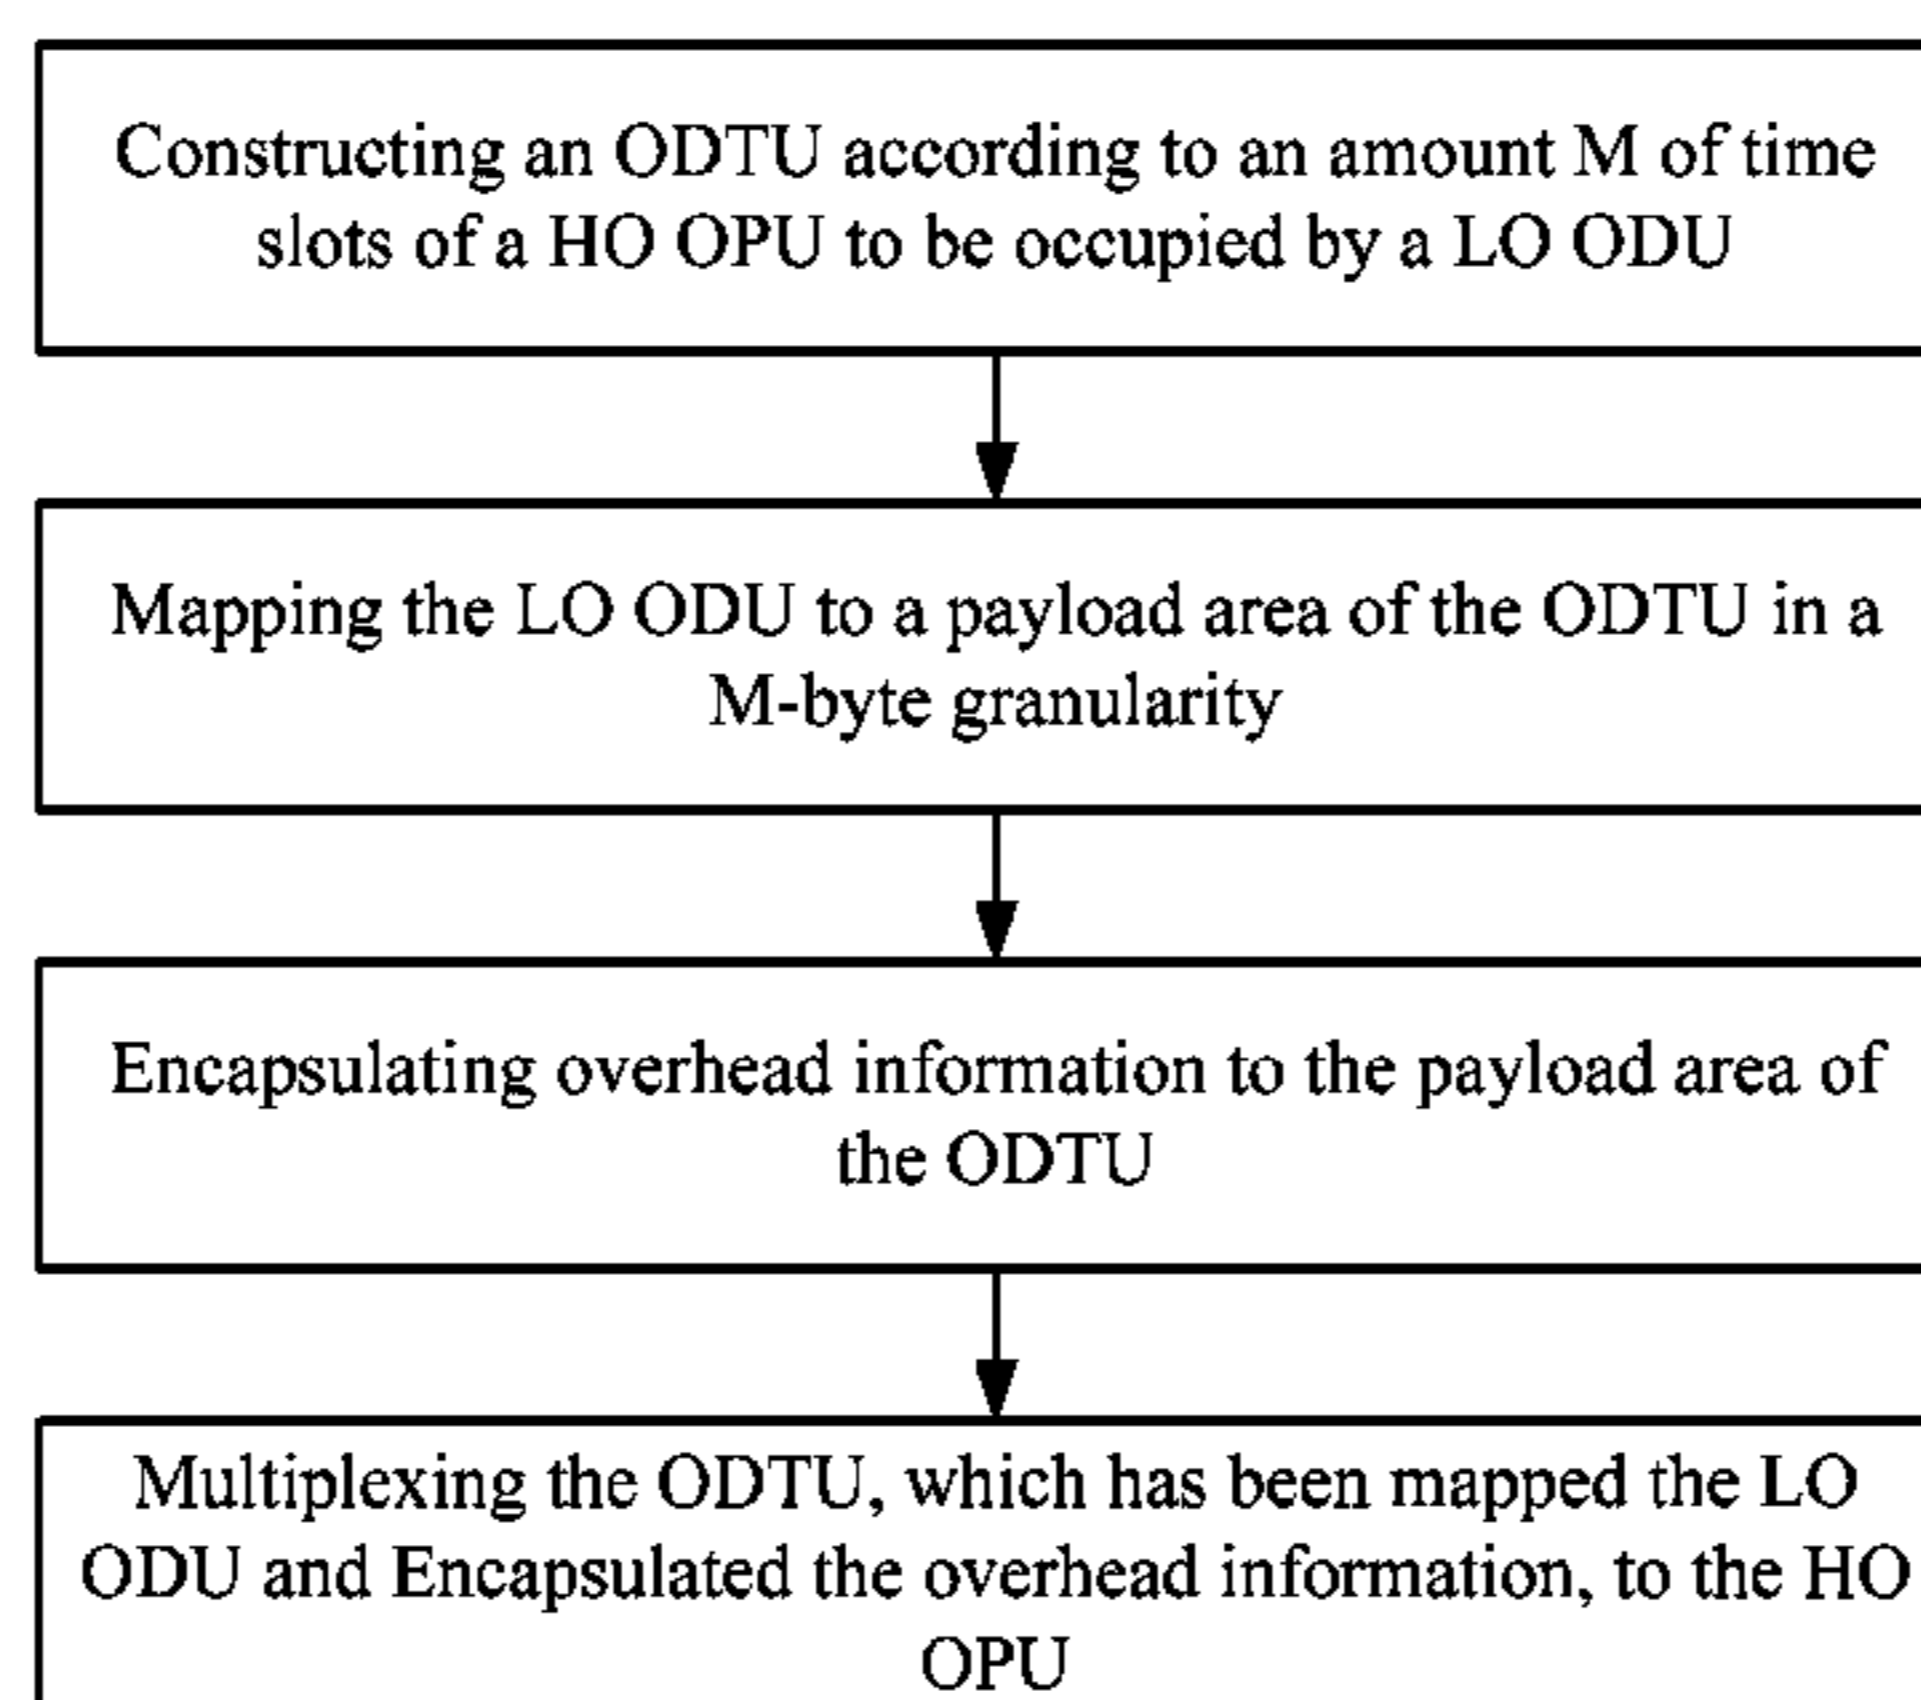 Constructing an ODTU according to an amount M of time
slots of a HO OPU to be occupied by a LO ODU
Mapping the LO ODU to a payload area of the ODTU in a
M-byte granularity
Encapsulating overhead information to the payload area of
the ODTU
Multiplexing the ODTU, which has been mapped the LO
ODU and Encapsulated the overhead information, to the HO
OPU